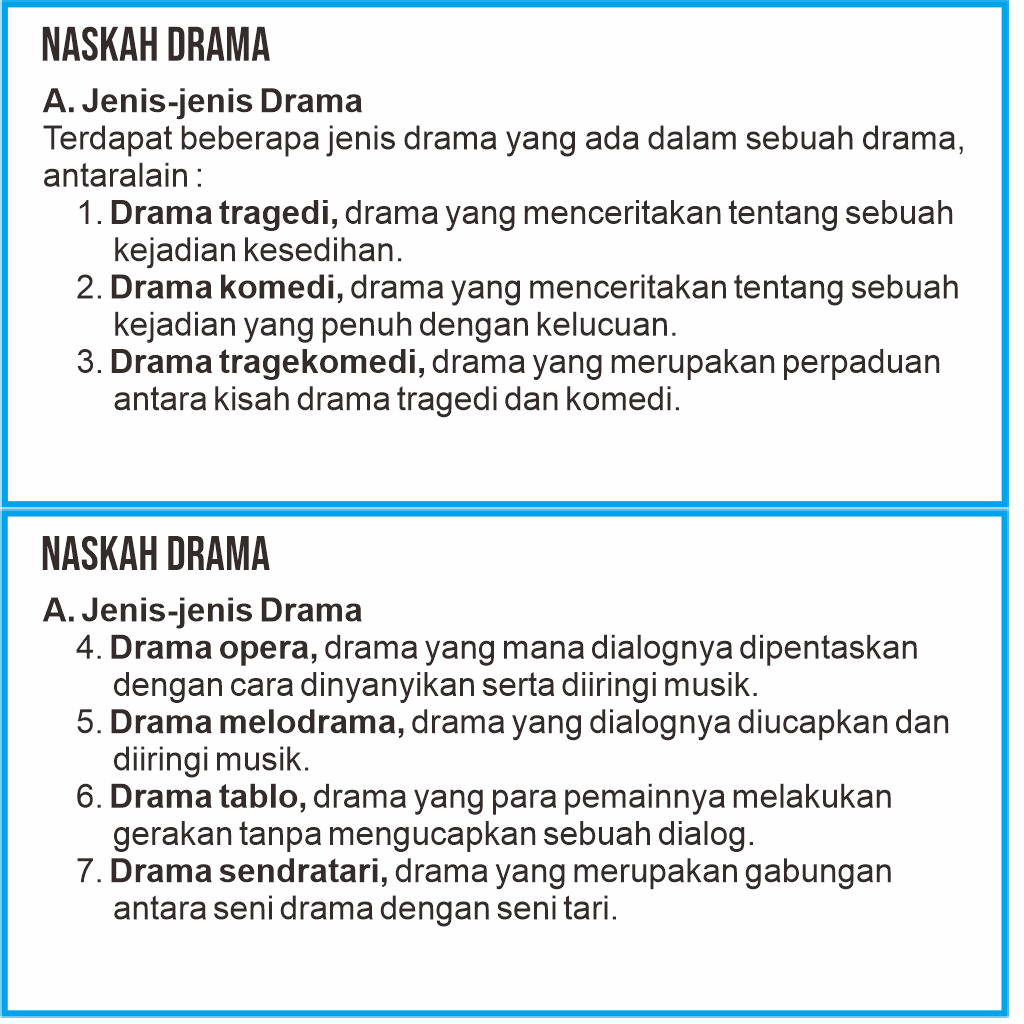 NASKAH DRAMA
A. Jenis-jenis Drama
Terdapat beberapa jenis drama yang ada dalam sebuah drama,
antaralain :
1. Drama tragedi, drama yang menceritakan tentang sebuah
kejadian kesedihan.
2. Drama komedi, drama yang menceritakan tentang sebuah
kejadian yang penuh dengan kelucuan.
3. Drama tragekomedi, drama yang merupakan perpaduan
antara kisah drama tragedi dan komedi.
NASKAH DRAMA
A. Jenis-jenis Drama
4. Drama opera, drama yang mana dialognya dipentaskan
dengan cara dinyanyikan serta diiringi musik.
5. Drama melodrama, drama yang dialognya diucapkan dan
diiringi musik.
6. Drama tablo, drama yang para pemainnya melakukan
gerakan tanpa mengucapkan sebuah dialog.
7. Drama sendratari, drama yang merupakan gabungan
antara seni drama dengan seni tari.